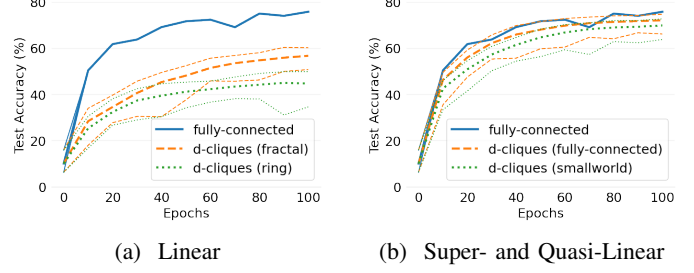 80
60
40
20
0
Test Accuracy (%)
fully-connected
d-cliques (fractal)
d-cliques (ring)
0 20 40 60 80 100
Epochs
(a) Linear
80
60
40
20
0
Test Accuracy (%)
fully-connected
d-cliques (fully-connected)
d-cliques (smallworld)
0 20 40 60 80 100
Epochs
(b) Super- and Quasi-Linear